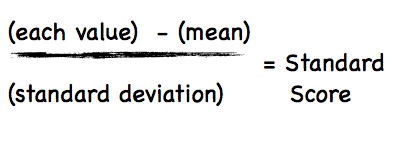 (each value) - (mean)
(standard deviation)
= Standard
Score